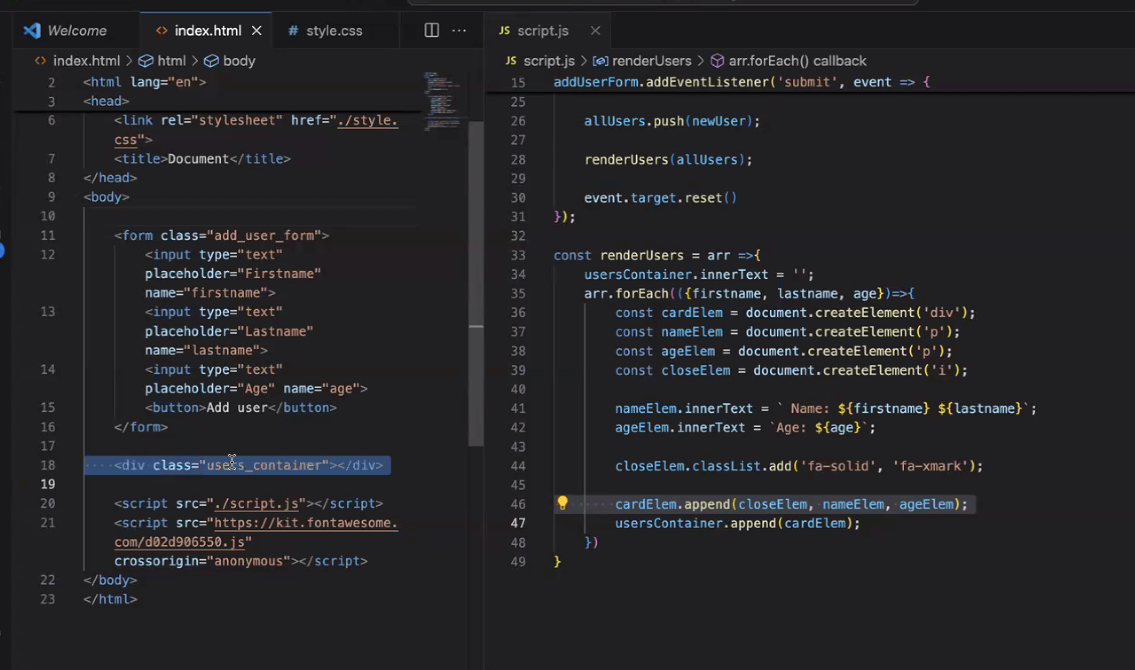 Welcome
index.html
style.css
index.html > html > body
2 <html lang="en">
3 <head>
6 <link rel="stylesheet" href="./style.
css">
7 <title>Document</title>
8 </head>
9 <body>
10
11 <form class="add_user_form">
12 <input type="text"
placeholder="Firstname"
name="firstname">
13 <input type="text"
placeholder="Lastname"
name="lastname">
14 <input type="text"
placeholder="Age" name="age">
15 <button>Add user</button>
16 </form>
17
18 <div class="users_container"></div>
19
20 <script src="./script.js"></script>
21 <script src="https://kit.fontawesome.
com/d02d906550.js"
crossorigin="anonymous"></script>
22 </body>
23 </html>
JS script.js
JS script.js > renderUsers > arr.forEach() callback
15 addUserForm.addEventListener('submit', event => {
25
26 allUsers.push(newUser);
27
28 renderUsers(allUsers);
29
30 event.target.reset()
31 });
32
33 const renderUsers = arr =>{
34 usersContainer.innerText = '';
35 arr.forEach(({firstname, lastname, age})=>{
36 const cardElem = document.createElement('div');
37 const nameElem = document.createElement('p');
38 const ageElem = document.createElement('p');
39 const closeElem = document.createElement('i');
40
41 nameElem.innerText = ` Name: ${firstname} ${lastname}`;
42 ageElem.innerText = `Age: ${age}`;
43
44 closeElem.classList.add('fa-solid', 'fa-xmark');
45
46 cardElem.append(closeElem, nameElem, ageElem);
47 usersContainer.append(cardElem);
48 })
49 }